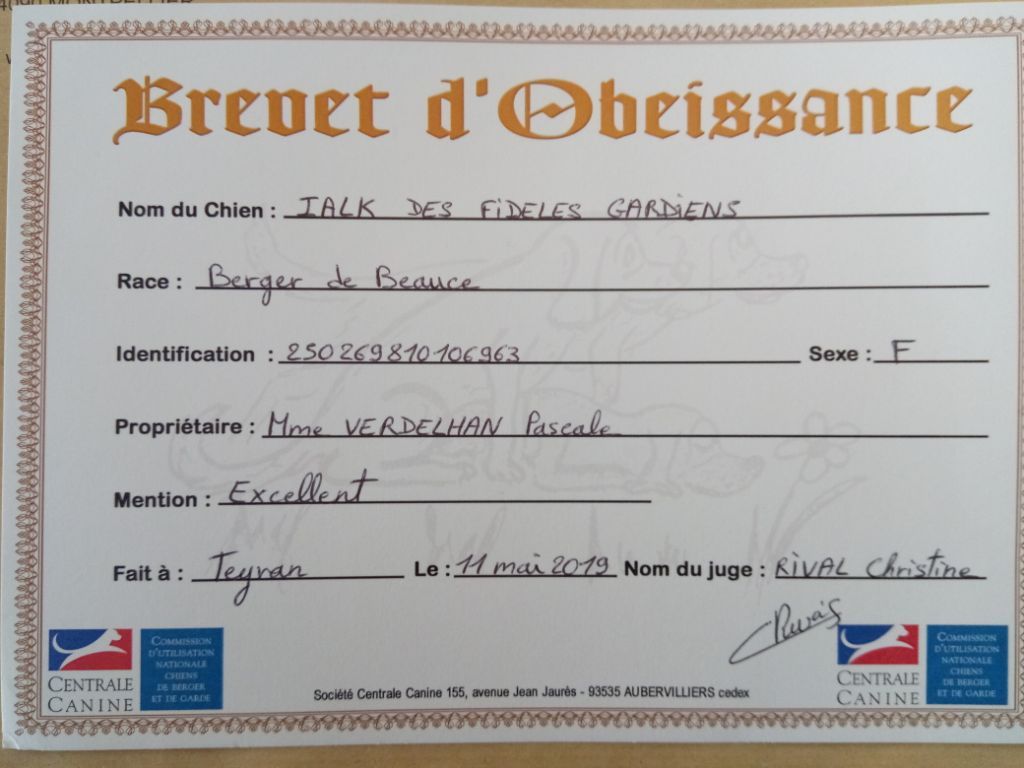 4090 MONTPELLIER
Brevet d'Obeissance
Nom du Chien : IALK DES FiDELES GARDiENS
Race : Berger de Beauce
Identification : 250269810106963 Sexe : F
Propriétaire : Mme VERDELHAN Pascale
Mention : Excellent
Fait à : Teyran Le : 11 mai 2019 Nom du juge : RiVAL Christine
CENTRALE
CANINE
COMMISSION
D'UTILISATION
NATIONALE
CHIENS
DE BERGER
ET DE GARDE
Société Centrale Canine 155, avenue Jean Jaurès - 93535 AUBERVILLIERS cedex
CENTRALE
CANINE
COMMISSION
D'UTILISATION
NATIONALE
CHIENS
DE BERGER
ET DE GARDE